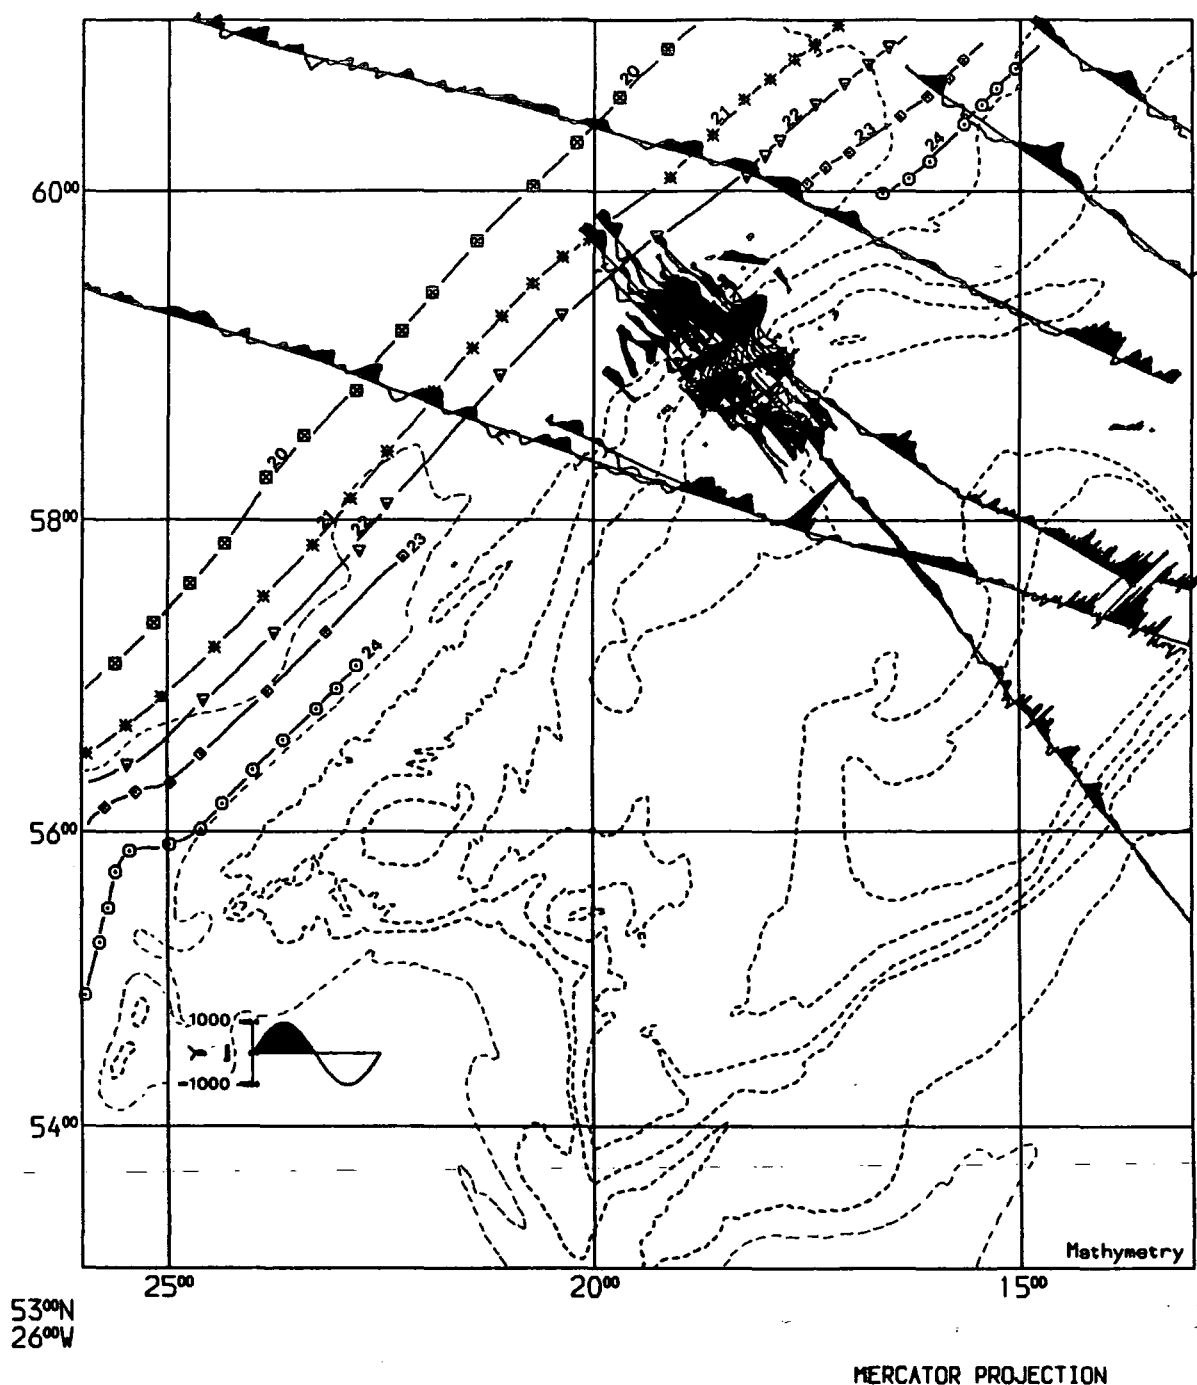 20
21
22
23
24
60⁰⁰
20
21
22
23
58⁰⁰
24
56⁰⁰
1000
γ
-1000
54⁰⁰
Mathymetry
25⁰⁰ 20⁰⁰ 15⁰⁰
53⁰⁰N
26⁰⁰W
MERCATOR PROJECTION